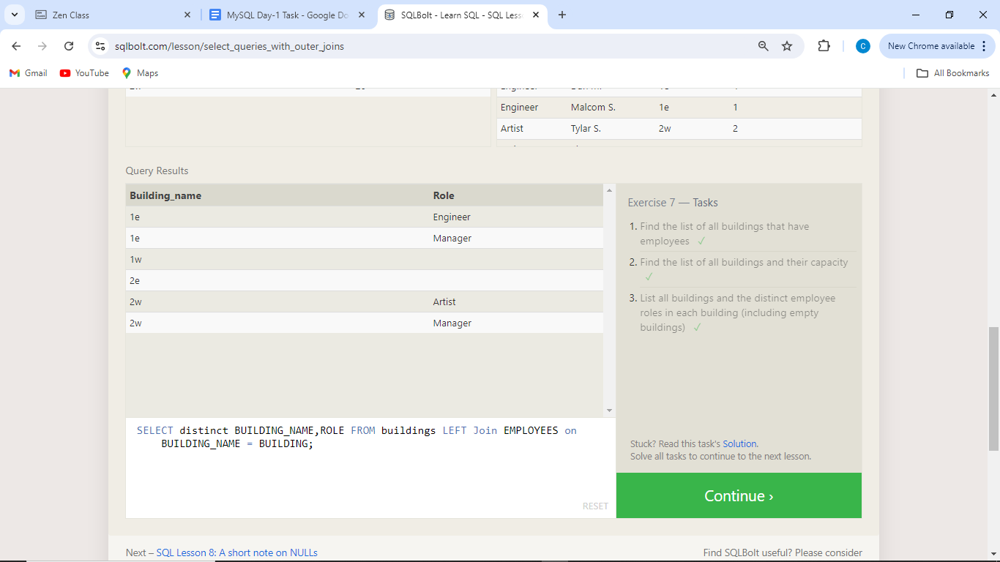 Zen Class
MySQL Day-1 Task - Google Do
SQLBolt - Learn SQL - SQL Less
sqlbolt.com/lesson/select_queries_with_outer_joins
C
New Chrome available
Gmail
YouTube
Maps
All Bookmarks
Engineer Malcom S. 1e 1
Artist Tylar S. 2w 2
Query Results
Building_name Role
1e Engineer
1e Manager
1w
2e
2w Artist
2w Manager
Exercise 7 — Tasks
1. Find the list of all buildings that have
employees ✓
2. Find the list of all buildings and their capacity
✓
3. List all buildings and the distinct employee
roles in each building (including empty
buildings) ✓
SELECT distinct BUILDING_NAME,ROLE FROM buildings LEFT Join EMPLOYEES on
BUILDING_NAME = BUILDING;
RESET
Stuck? Read this task's Solution.
Solve all tasks to continue to the next lesson.
Continue ›
Next – SQL Lesson 8: A short note on NULLs
Find SQLBolt useful? Please consider